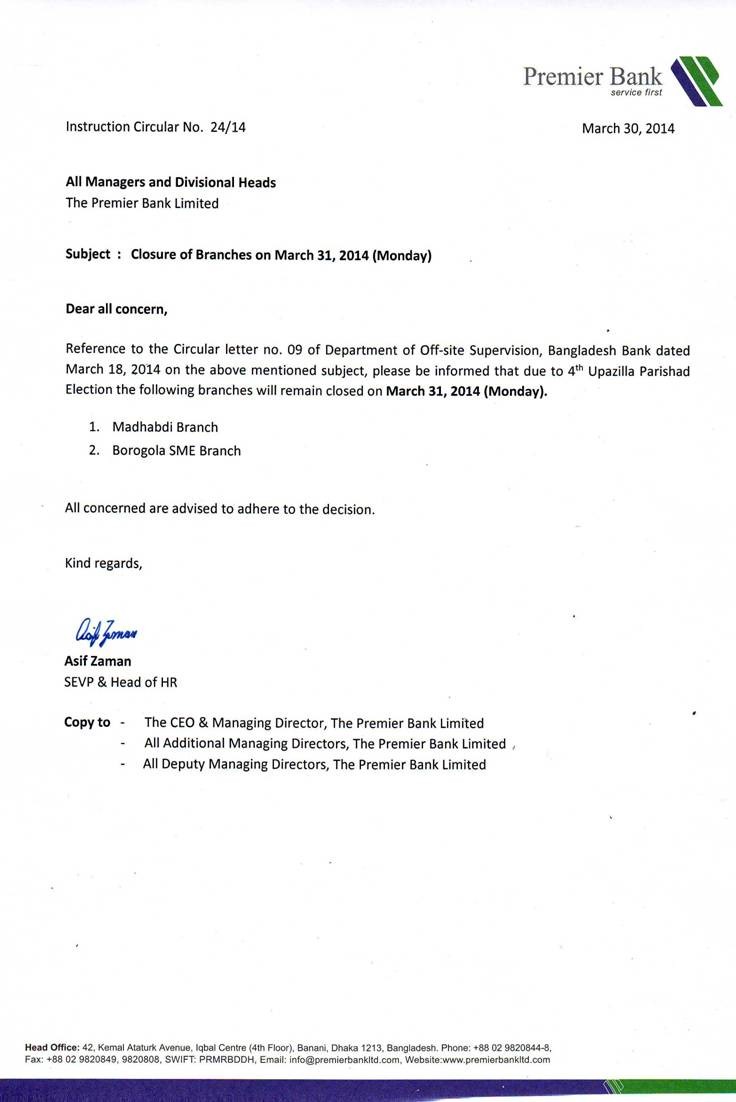 Premier Bank
service first
Instruction Circular No. 24/14
March 30, 2014
All Managers and Divisional Heads
The Premier Bank Limited
Subject : Closure of Branches on March 31, 2014 (Monday)
Dear all concern,
Reference to the Circular letter no. 09 of Department of Off-site Supervision, Bangladesh Bank dated
March 18, 2014 on the above mentioned subject, please be informed that due to 4th Upazilla Parishad
Election the following branches will remain closed on March 31, 2014 (Monday).
1. Madhabdi Branch
2. Borogola SME Branch
All concerned are advised to adhere to the decision.
Kind regards,
Asif Zaman
Asif Zaman
SEVP & Head of HR
Copy to - The CEO & Managing Director, The Premier Bank Limited
- All Additional Managing Directors, The Premier Bank Limited ,
- All Deputy Managing Directors, The Premier Bank Limited
Head Office: 42, Kemal Ataturk Avenue, Iqbal Centre (4th Floor), Banani, Dhaka 1213, Bangladesh. Phone: +88 02 9820844-8,
Fax: +88 02 9820849, 9820808, SWIFT: PRMRBDDH, Email: info@premierbankltd.com, Website:www.premierbankltd.com